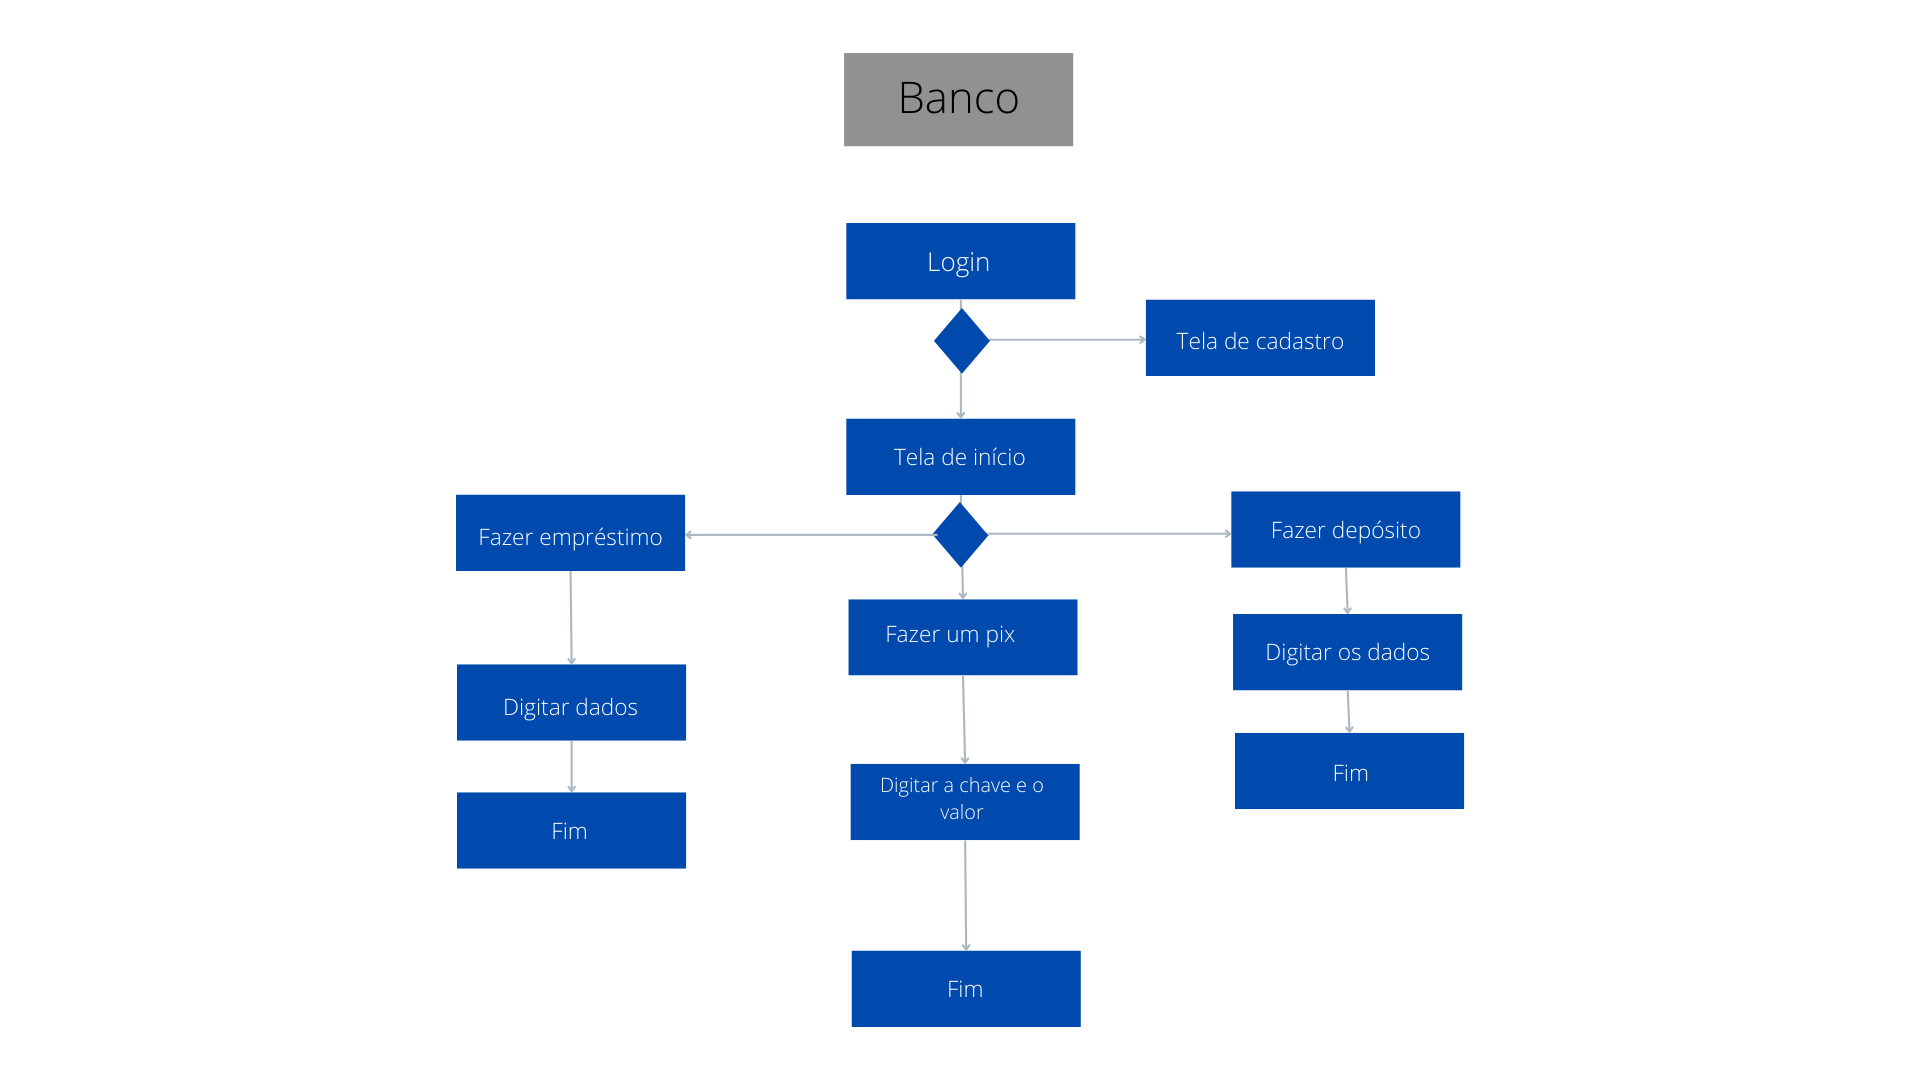 Banco
Login
Tela de cadastro
Tela de início
Fazer empréstimo
Fazer depósito
Fazer um pix
Digitar os dados
Digitar dados
Fim
Digitar a chave e o
valor
Fim
Fim